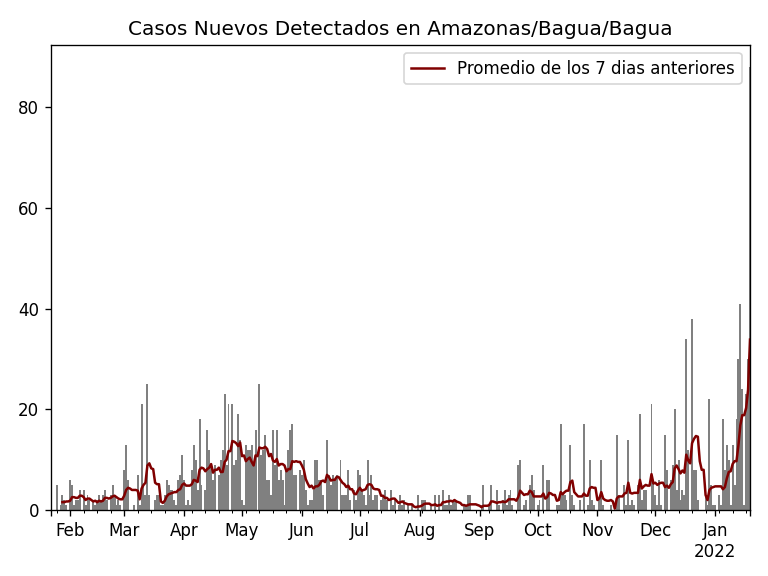 Casos Nuevos Detectados en Amazonas/Bagua/Bagua
Promedio de los 7 dias anteriores
80
60
40
20
0
Feb Mar Apr May Jun Jul Aug Sep Oct Nov Dec Jan
2022